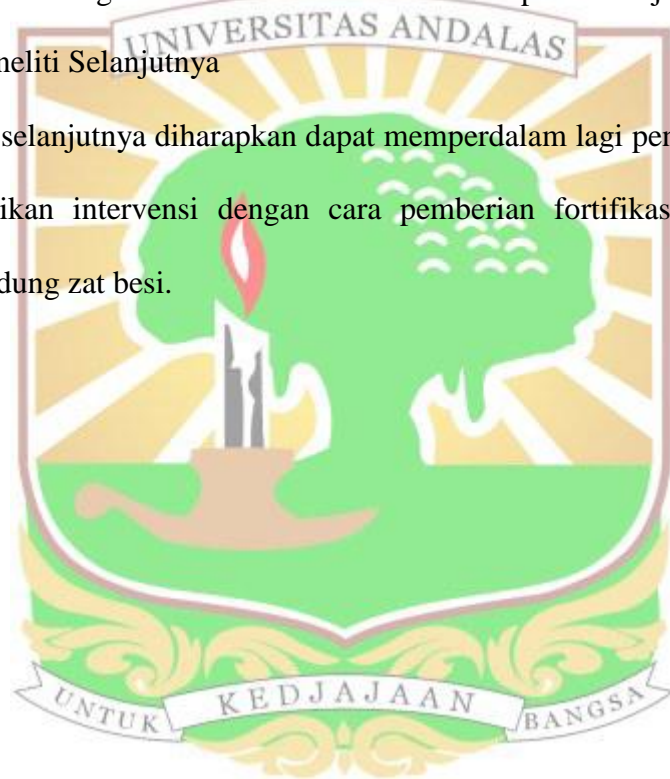 UNIVERSITAS ANDALAS
neliti Selanjutnya
selanjutnya diharapkan dapat memperdalam lagi per
ikan intervensi dengan cara pemberian fortifikas
dung zat besi.
UNTUK KEDJAJAAN BANGSA